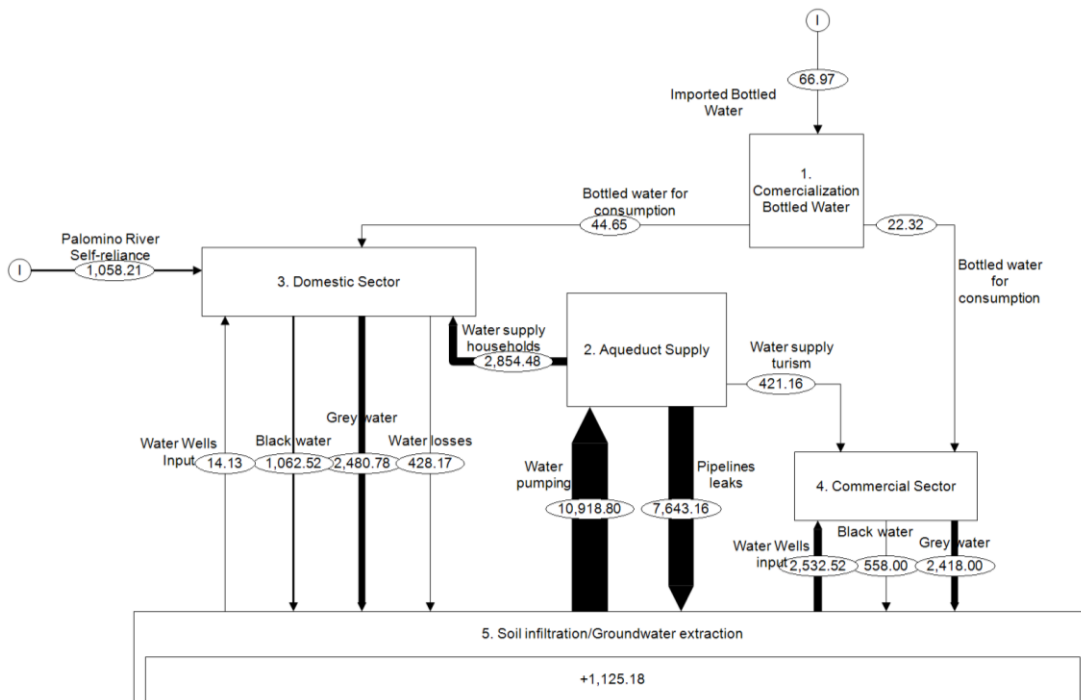 I
66.97
Imported Bottled
Water
1.
Comercialization
Bottled Water
Bottled water for
consumption
44.65
22.32
Palomino River
Self-reliance
I
1,058.21
Bottled water
for
consumption
3. Domestic Sector
Water supply
households
2,854.48
2. Aqueduct Supply
Water supply
turism
421.16
Water Wells
Input
14.13
Black water
1,062.52
Grey water
2,480.78
Water losses
428.17
Water
pumping
10,918.80
Pipelines
leaks
7,643.16
4. Commercial Sector
Water Wells
input
2,532.52
Black water
558.00
Grey water
2,418.00
5. Soil infiltration/Groundwater extraction
+1,125.18